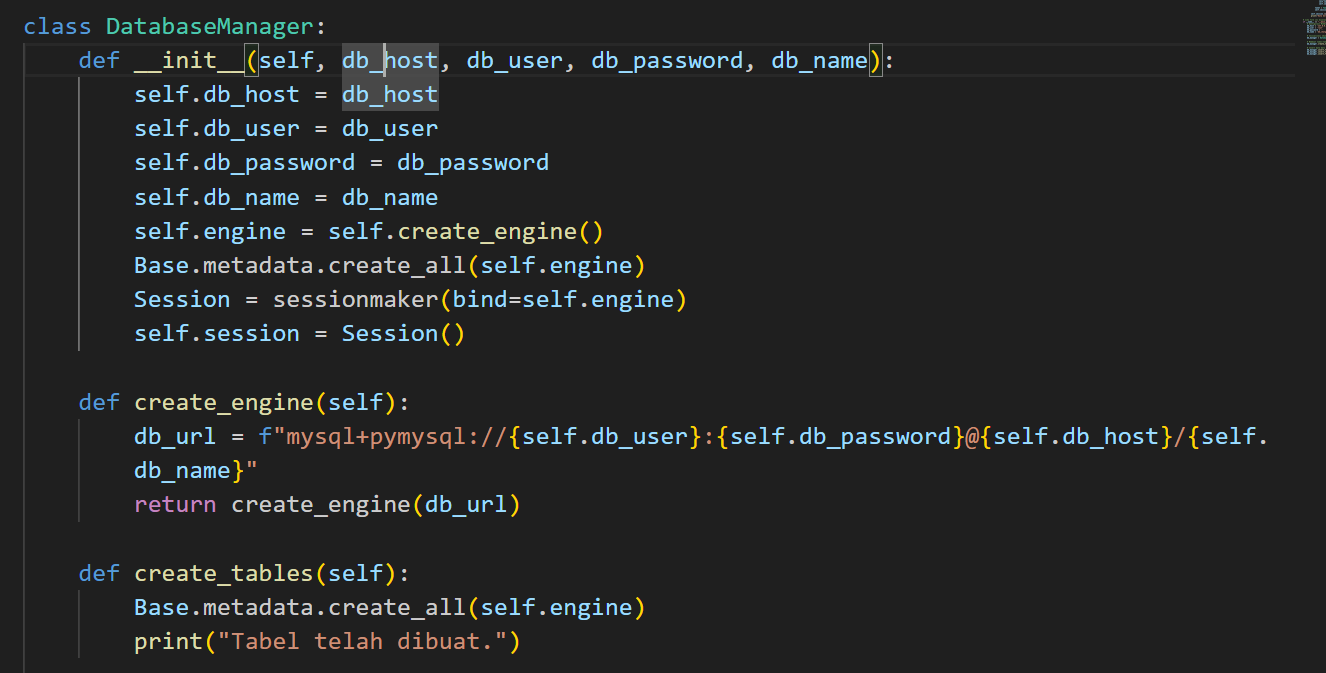 class DatabaseManager:
    def __init__(self, db_host, db_user, db_password, db_name):
        self.db_host = db_host
        self.db_user = db_user
        self.db_password = db_password
        self.db_name = db_name
        self.engine = self.create_engine()
        Base.metadata.create_all(self.engine)
        Session = sessionmaker(bind=self.engine)
        self.session = Session()

    def create_engine(self):
        db_url = f"mysql+pymysql://{self.db_user}:{self.db_password}@{self.db_host}/{self.
        db_name}"
        return create_engine(db_url)

    def create_tables(self):
        Base.metadata.create_all(self.engine)
        print("Tabel telah dibuat.")